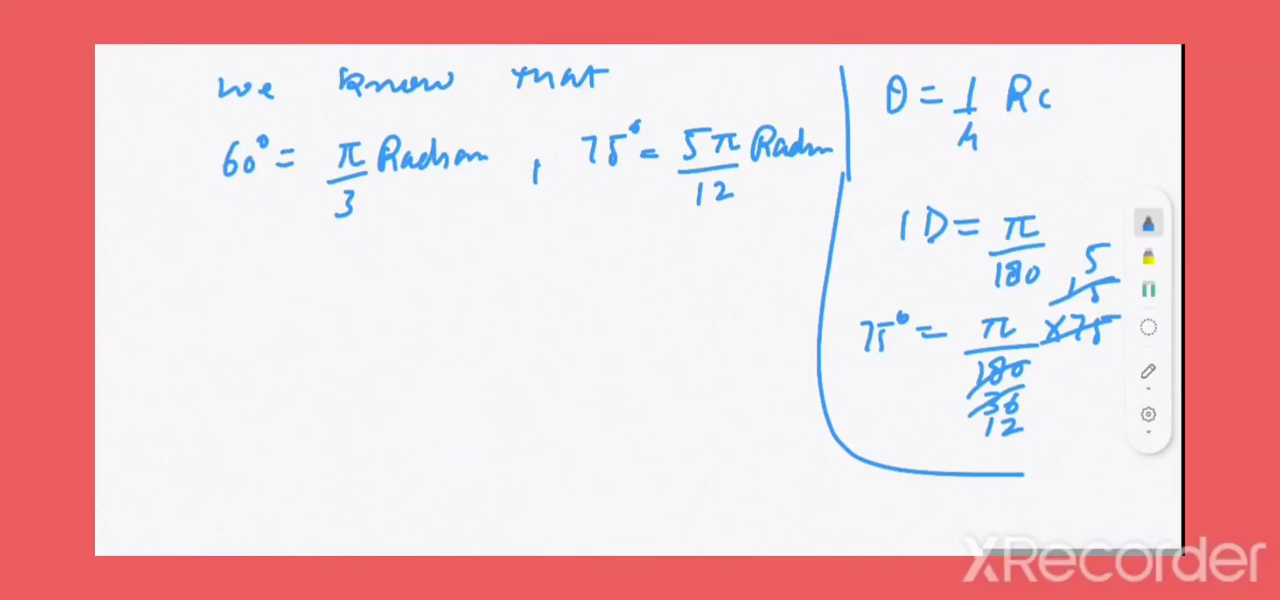 we know that
60° = π/3 Radian , 75° = 5π/12 Radian
θ = 1/r Rc
1D = π/180
5
15
75° = π/180 × 75
36
12
XRecorder